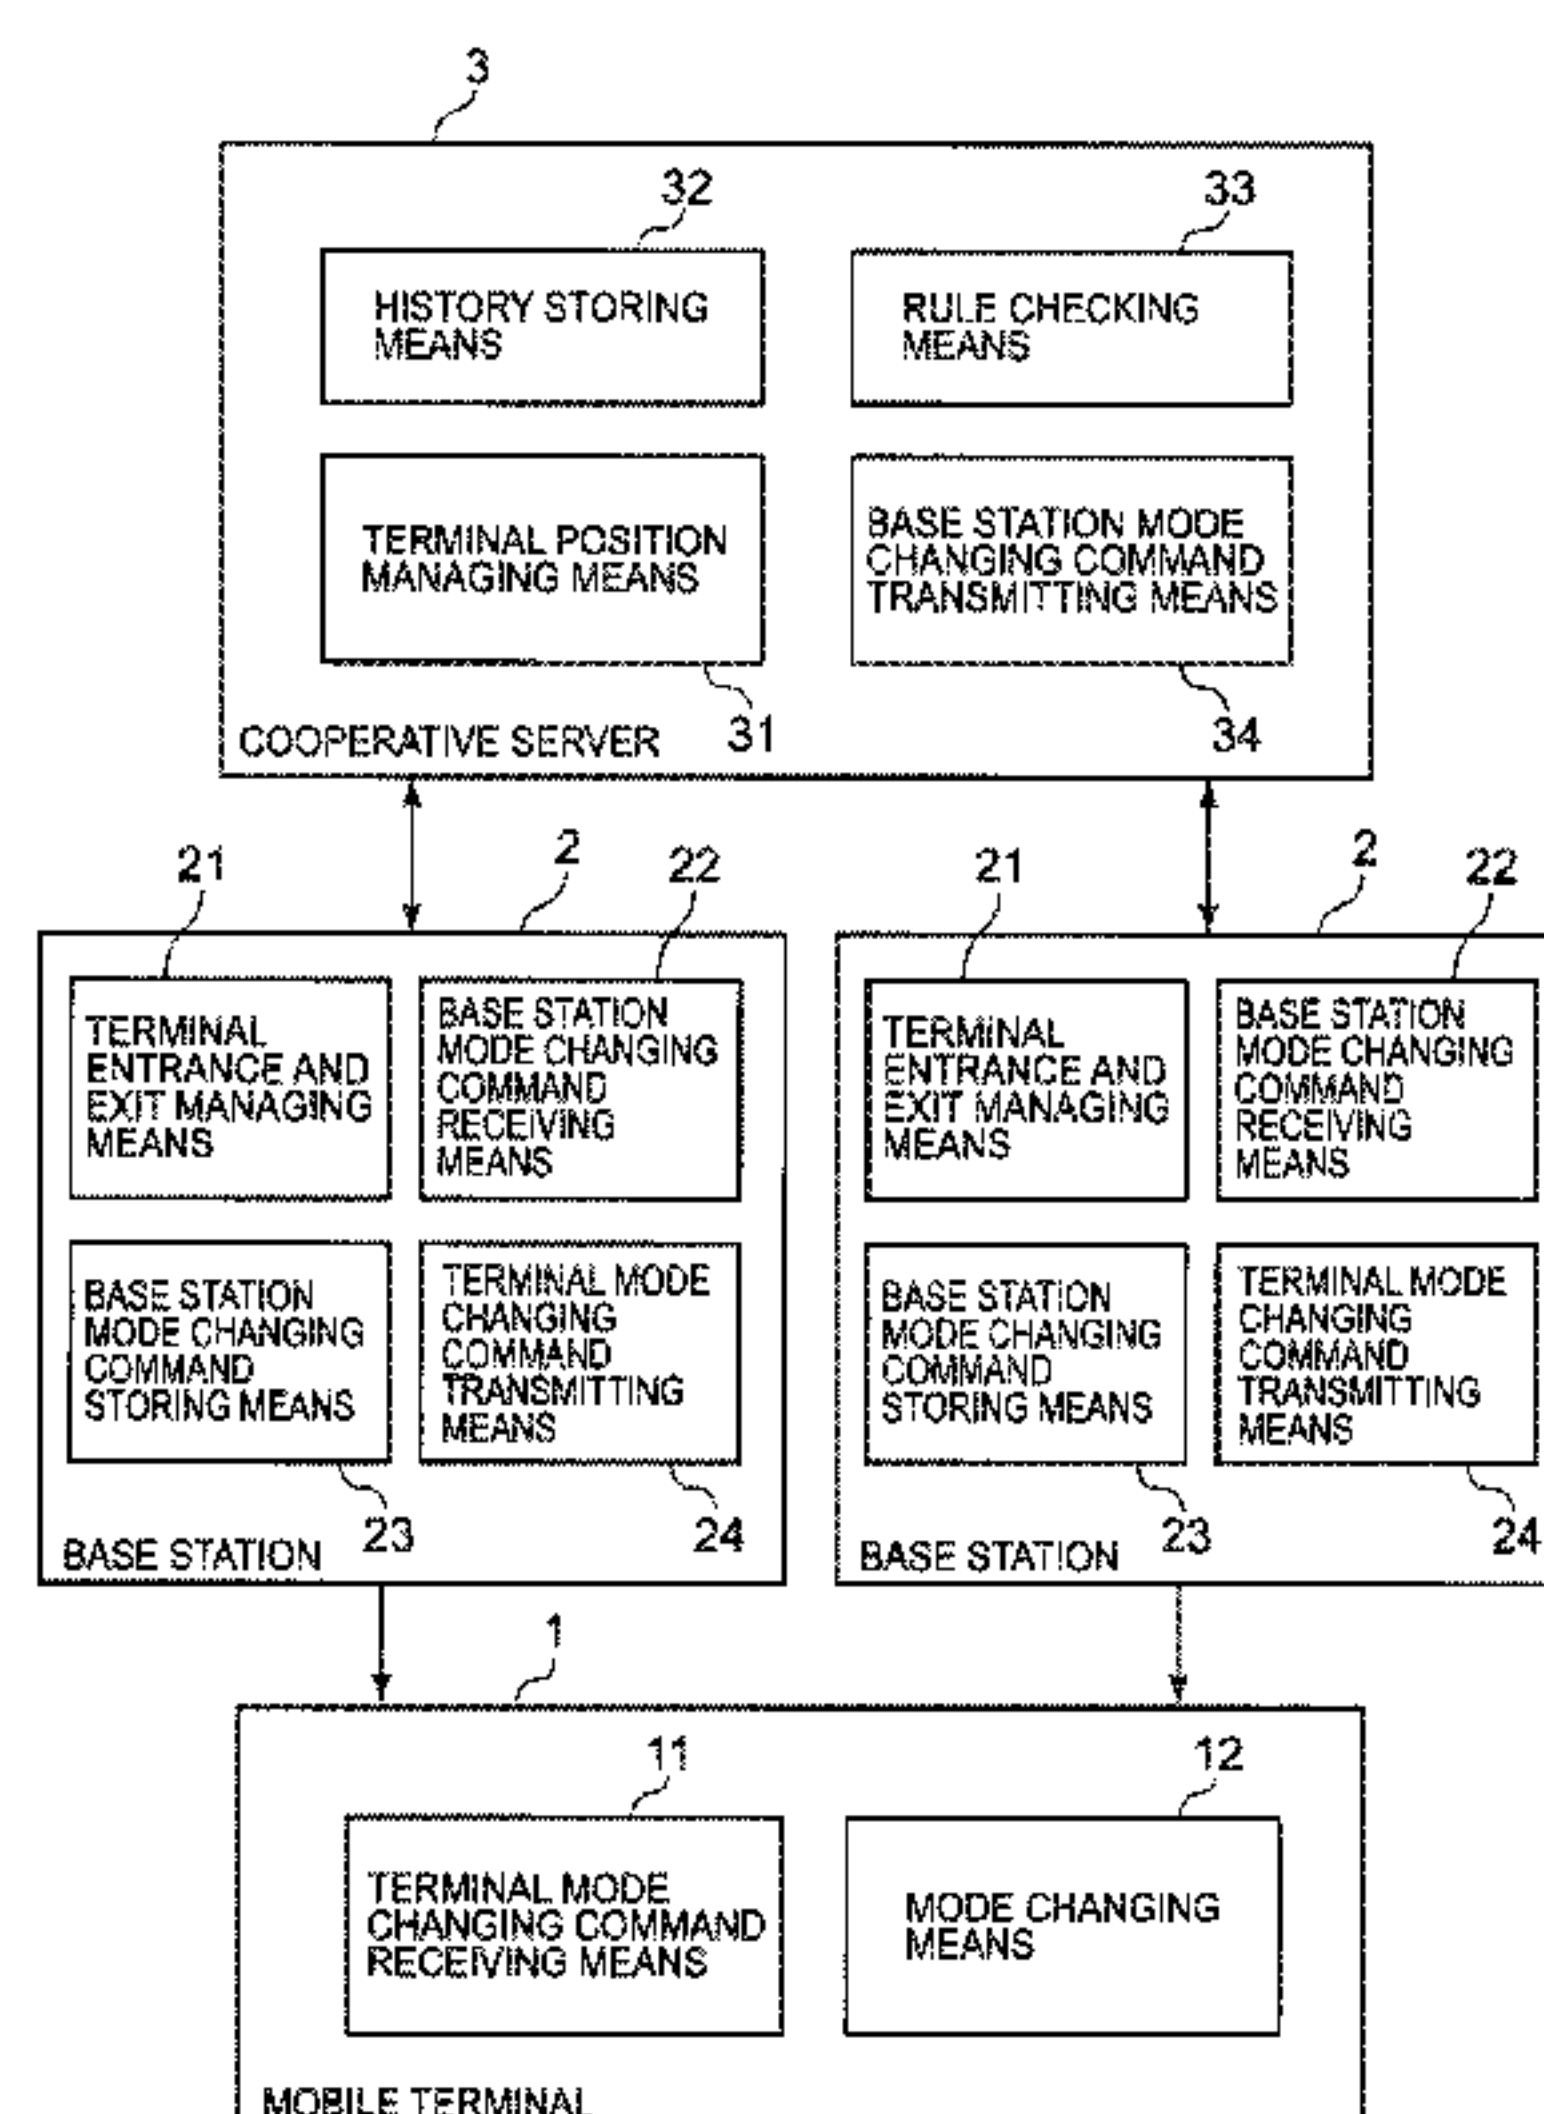 3
32
33
HISTORY STORING
MEANS
RULE CHECKING
MEANS
TERMINAL POSITION
MANAGING MEANS
BASE STATION MODE
CHANGING COMMAND
TRANSMITTING MEANS
31
34
COOPERATIVE SERVER
21
2
22
21
2
22
TERMINAL
ENTRANCE AND
EXIT MANAGING
MEANS
BASE STATION
MODE CHANGING
COMMAND
RECEIVING
MEANS
TERMINAL
ENTRANCE AND
EXIT MANAGING
MEANS
BASE STATION
MODE CHANGING
COMMAND
RECEIVING
MEANS
BASE STATION
MODE CHANGING
COMMAND
STORING MEANS
TERMINAL MODE
CHANGING
COMMAND
TRANSMITTING
MEANS
BASE STATION
MODE CHANGING
COMMAND
STORING MEANS
TERMINAL MODE
CHANGING
COMMAND
TRANSMITTING
MEANS
23
24
23
24
BASE STATION
BASE STATION
1
11
12
TERMINAL MODE
CHANGING COMMAND
RECEIVING MEANS
MODE CHANGING
MEANS
MOBILE TERMINAL